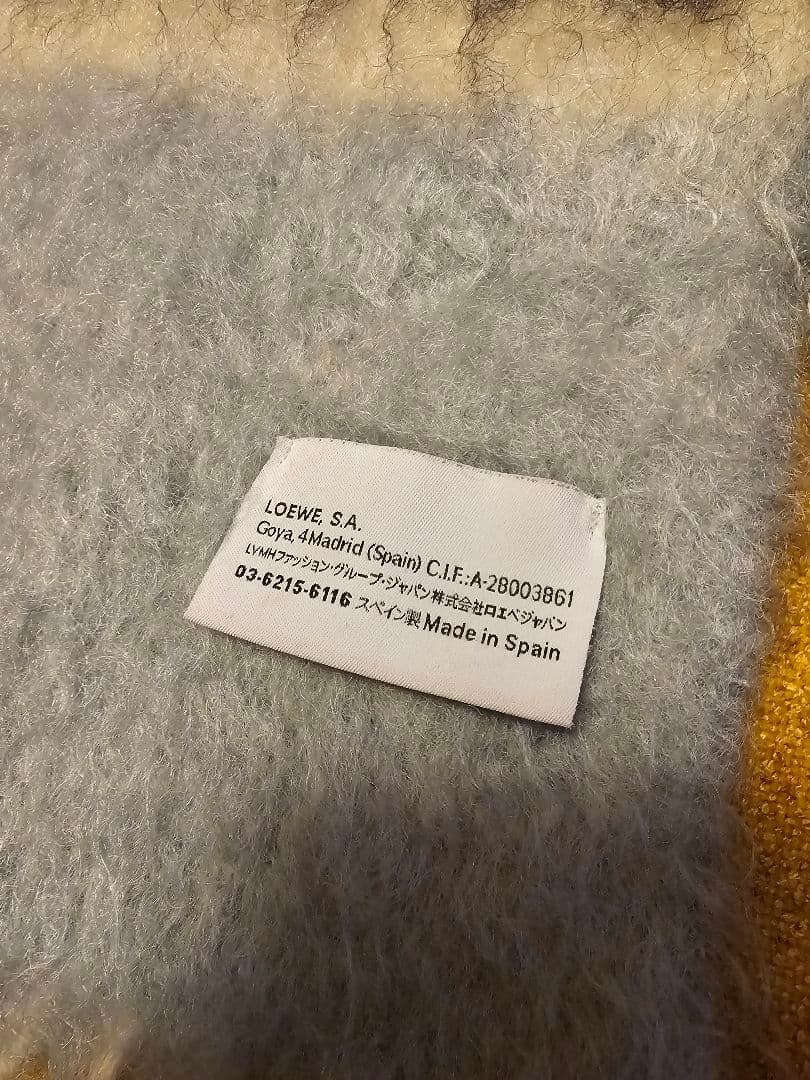 LOEWE, S.A.
Goya, 4 Madrid (Spain) C.I.F.:A-28003861
LVMHファッション・グループ・ジャパン株式会社ロエベジャパン
03-6215-6116 スペイン製 Made in Spain